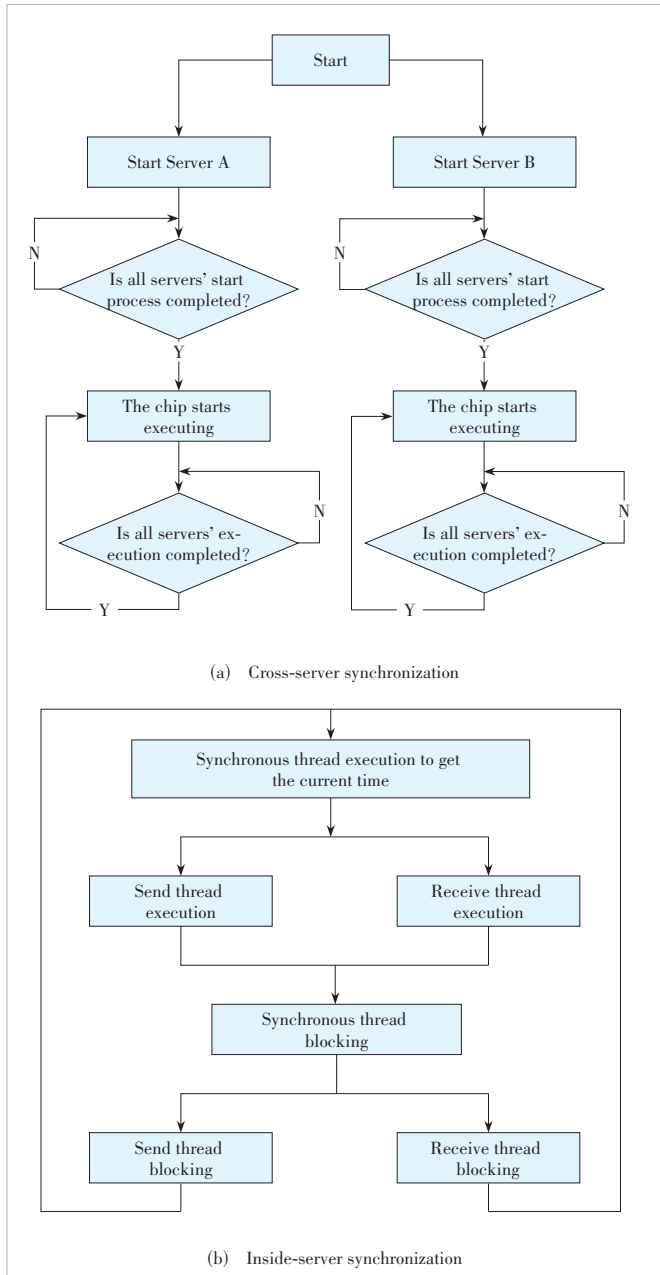 Start
Start Server A
Start Server B
N
N
Is all servers’ start
process completed?
Is all servers’ start
process completed?
Y
Y
The chip starts
executing
The chip starts
executing
N
N
Is all servers’ ex-
ecution completed?
Is all servers’ ex-
ecution completed?
Y
Y
(a) Cross-server synchronization
Synchronous thread execution to get
the current time
Send thread
execution
Receive thread
execution
Synchronous thread
blocking
Send thread
blocking
Receive thread
blocking
(b) Inside-server synchronization